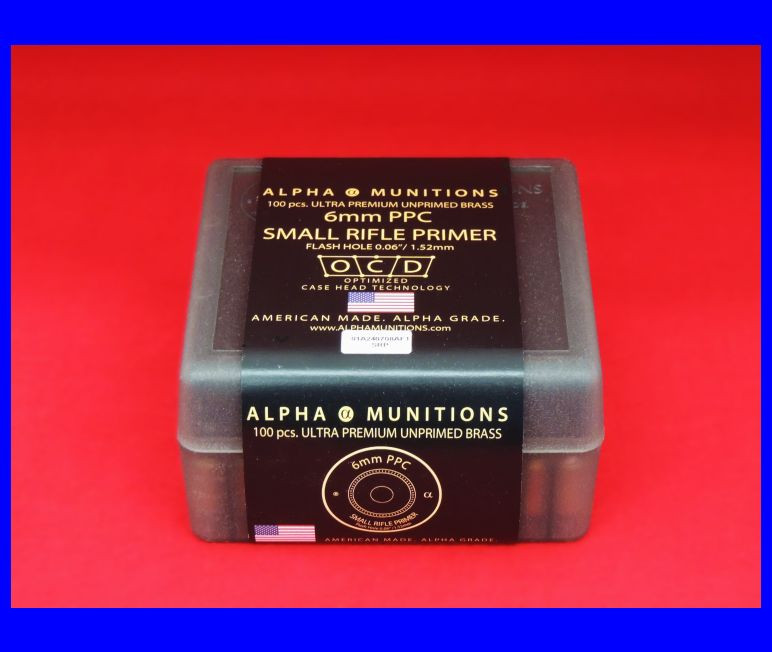 ALPHA α MUNITIONS
100 pcs. ULTRA PREMIUM UNPRIMED BRASS
6mm PPC
SMALL RIFLE PRIMER
FLASH HOLE 0.06"/ 1.52mm
OCD
OPTIMIZED
CASE HEAD TECHNOLOGY
AMERICAN MADE. ALPHA GRADE.
www.ALPHAMUNITIONS.com
SRP
ALPHA α MUNITIONS
100 pcs. ULTRA PREMIUM UNPRIMED BRASS
6mm PPC
α
SMALL RIFLE PRIMER
AMERICAN MADE. ALPHA GRADE.